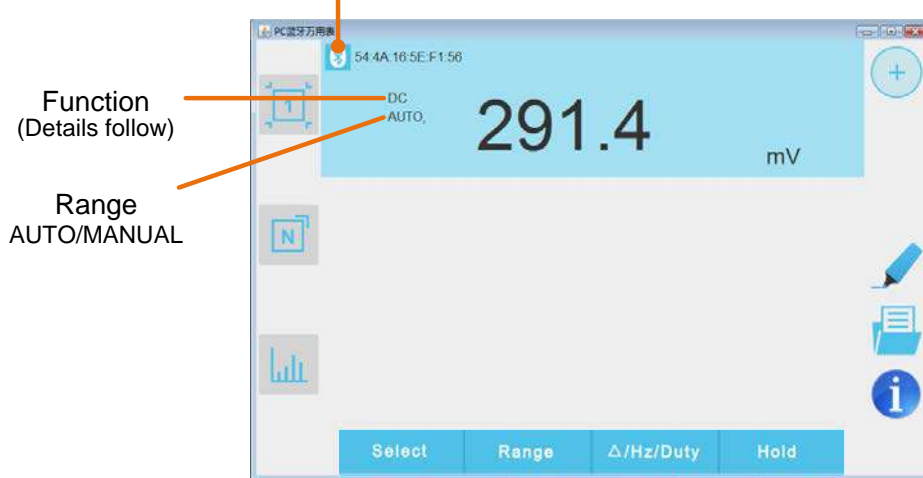 PC蓝牙万用表
54:4A:16:5E:F1:56
Function
(Details follow)
DC
AUTO,
291.4
mV
1
Range
AUTO/MANUAL
N
i
Select
Range
△/Hz/Duty
Hold